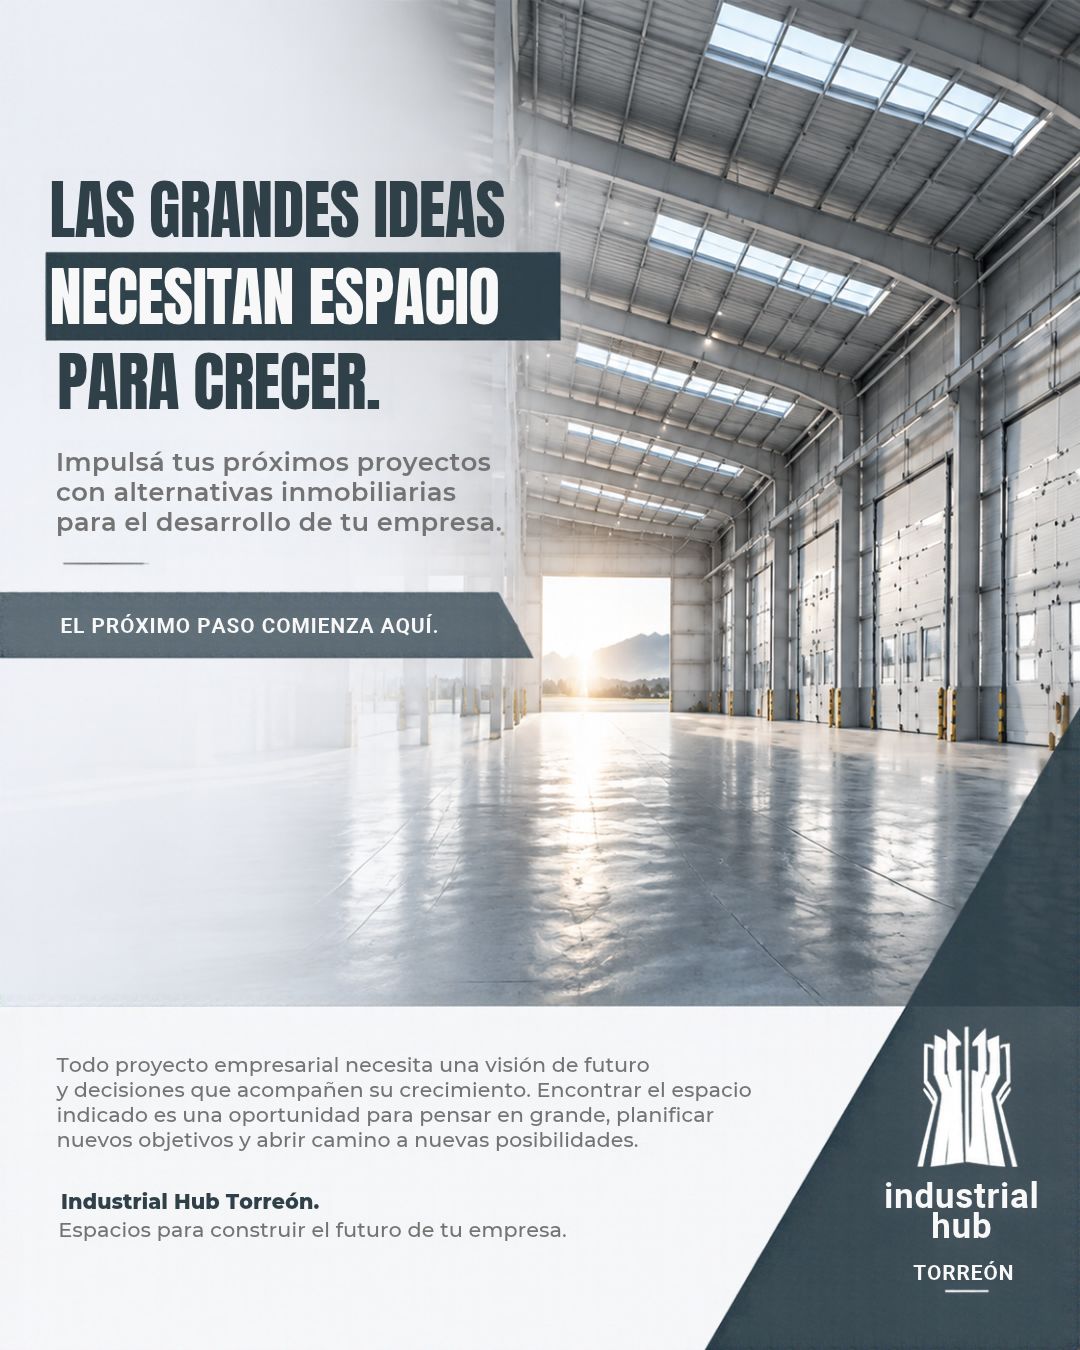 LAS GRANDES IDEAS
NECESITAN ESPACIO
PARA CRECER.
Impulsá tus próximos proyectos
con alternativas inmobiliarias
para el desarrollo de tu empresa.
EL PRÓXIMO PASO COMIENZA AQUÍ.
Todo proyecto empresarial necesita una visión de futuro
y decisiones que acompañen su crecimiento. Encontrar el espacio
indicado es una oportunidad para pensar en grande, planificar
nuevos objetivos y abrir camino a nuevas posibilidades.
Industrial Hub Torreón.
Espacios para construir el futuro de tu empresa.
industrial
hub
TORREÓN